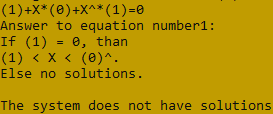 (1)+X*(0)+X^*(1)=0
Answer to equation number1:
If (1) = 0, than
(1) < X < (0)^.
Else no solutions.
The system does not have solutions